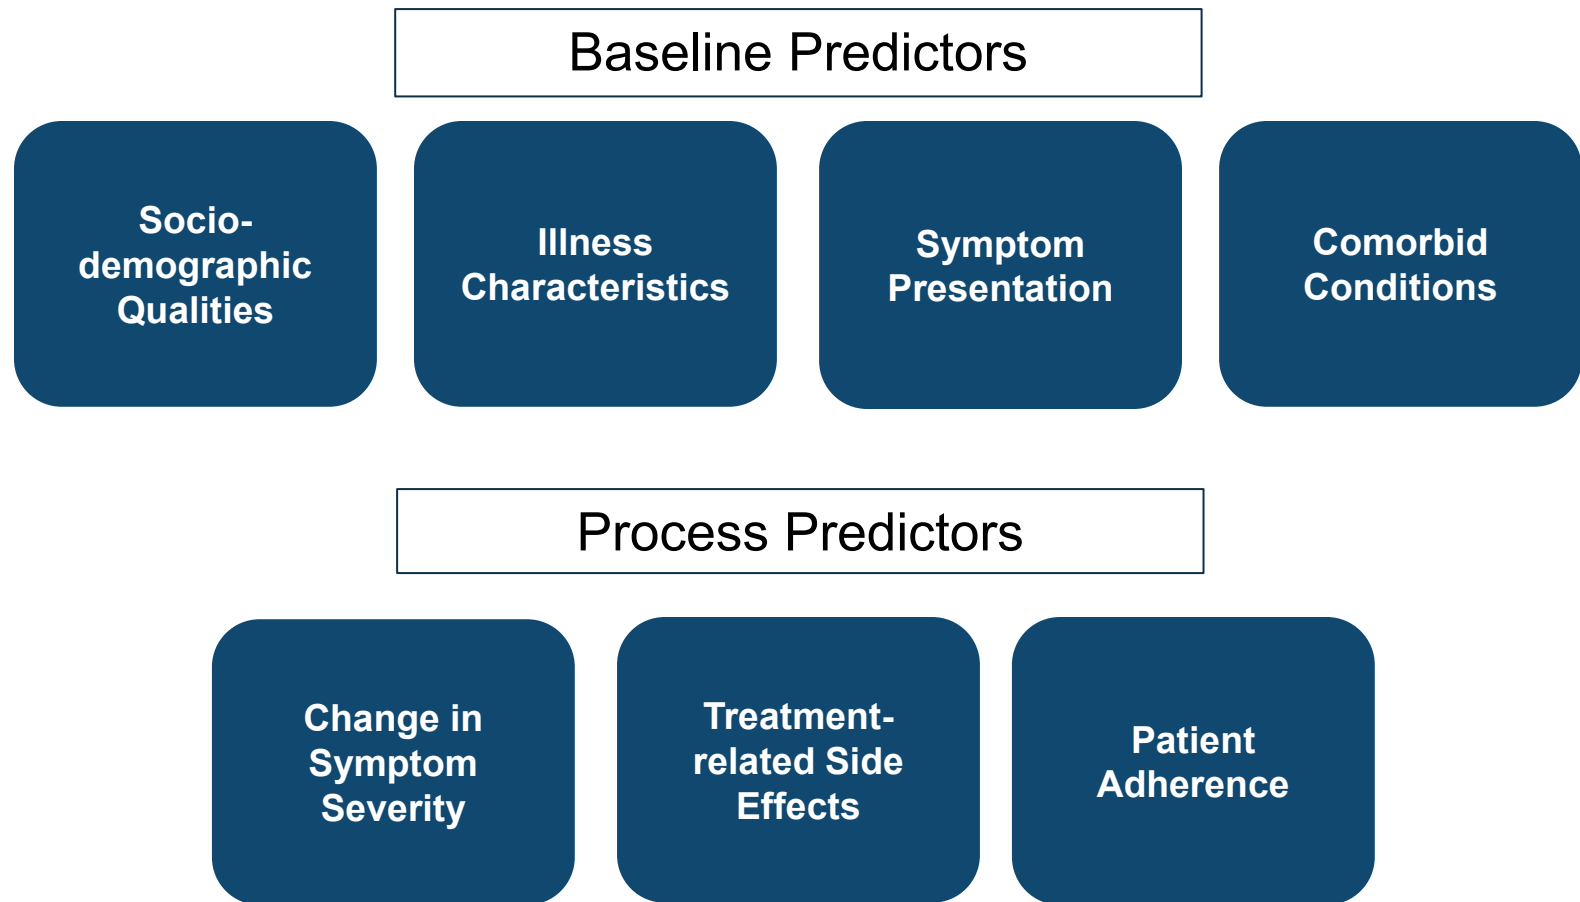 Baseline Predictors
Socio-
demographic
Qualities
Illness
Characteristics
Symptom
Presentation
Comorbid
Conditions
Process Predictors
Change in
Symptom
Severity
Treatment-
related Side
Effects
Patient
Adherence